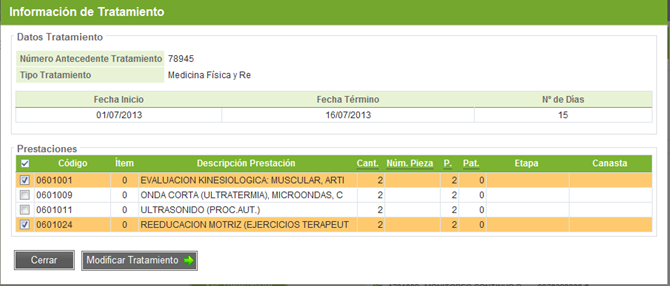 Información de Tratamiento
Datos Tratamiento
Número Antecedente Tratamiento 78945
Tipo Tratamiento Medicina Física y Re
Fecha Inicio Fecha Término N° de Dias
01/07/2013 16/07/2013 15
Prestaciones
Código Ítem Descripción Prestación Cant. Núm. Pieza P. Pat. Etapa Canasta
0601001 0 EVALUACION KINESIOLOGICA: MUSCULAR, ARTI 2 2 0
0601009 0 ONDA CORTA (ULTRATERMIA), MICROONDAS, C 2 2 0
0601011 0 ULTRASONIDO (PROC.AUT.) 2 2 0
0601024 0 REEDUCACION MOTRIZ (EJERCICIOS TERAPEUT 2 2 0
Cerrar Modificar Tratamiento